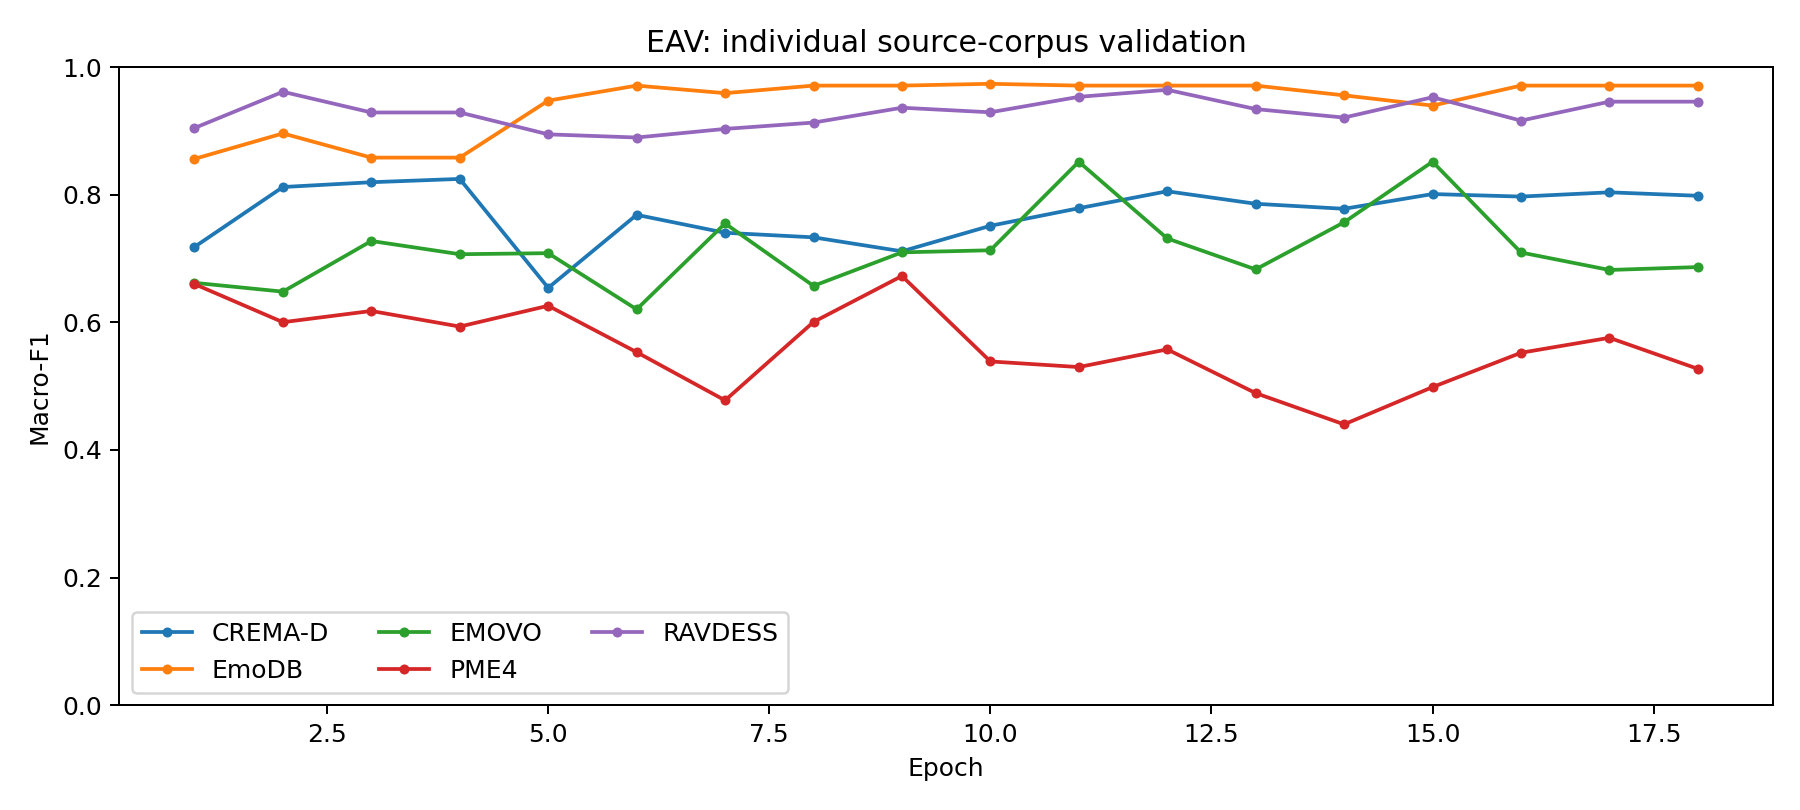 EAV: individual source-corpus validation
1.0
0.8
0.6
0.4
0.2
0.0
Macro-F1
CREMA-D EMOVO RAVDESS
EmoDB PME4
2.5 5.0 7.5 10.0 12.5 15.0 17.5
Epoch